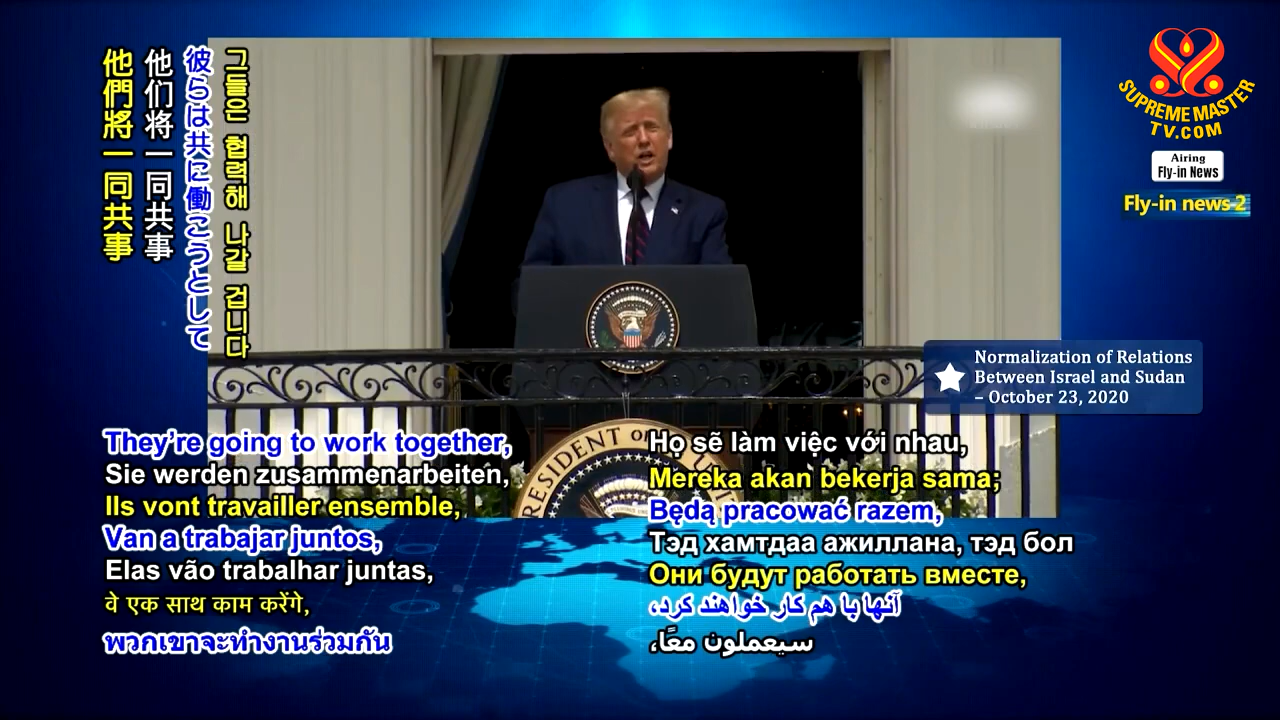 他們將一同共事
他们将一同共事
彼らは共に働こうとして
그들은 협력해 나갈 겁니다
SUPREME MASTER
TV.COM
Airing
Fly-in News
Fly-in news-2
Normalization of Relations
Between Israel and Sudan
– October 23, 2020
They're going to work together,
Sie werden zusammenarbeiten,
Ils vont travailler ensemble,
Van a trabajar juntos,
Elas vão trabalhar juntas,
वे एक साथ काम करेंगे,
พวกเขาจะทำงานร่วมกัน
Họ sẽ làm việc với nhau,
Mereka akan bekerja sama;
Będą pracować razem,
Тэд хамтдаа ажиллана, тэд бол
Они будут работать вместе,
آنها با هم کار خواهند کرد،
سيعملون معًا،